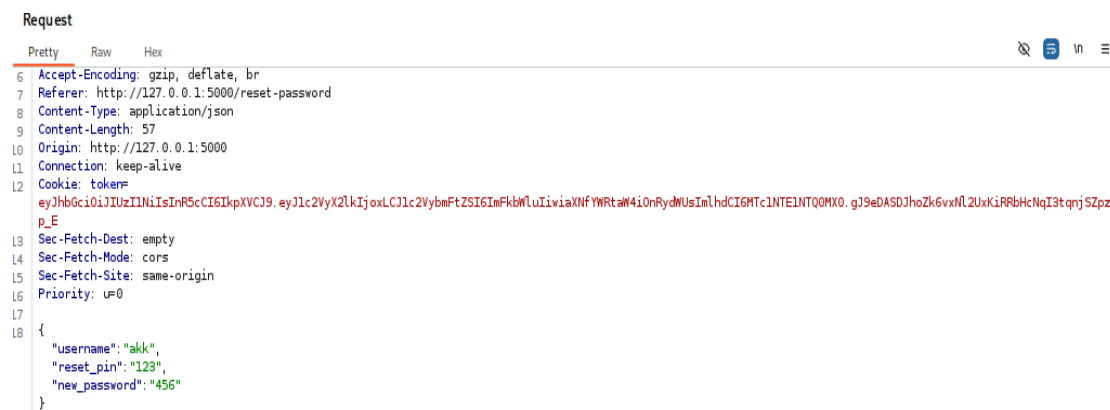 Request
Pretty Raw Hex
\n
6 Accept-Encoding: gzip, deflate, br
7 Referer: http://127.0.0.1:5000/reset-password
8 Content-Type: application/json
9 Content-Length: 57
10 Origin: http://127.0.0.1:5000
11 Connection: keep-alive
12 Cookie: token=
eyJhbGciOiJIUzI1NiIsInR5cCI6IkpXVCJ9.eyJ1c2VyX2lkIjoxLCJ1c2VybmFtZSI6ImFkbWluIiwiaXNfYWRtaW4iOnRydWUsImlhdCI6MTc1NTE1NTQ0MX0.gJ9eDASDJhoZk6vxNl2UxKiRRbHcNqI3tqnjSZpz
p_E
13 Sec-Fetch-Dest: empty
14 Sec-Fetch-Mode: cors
15 Sec-Fetch-Site: same-origin
16 Priority: u=0
17
18 {
"username":"akk",
"reset_pin":"123",
"new_password":"456"
}